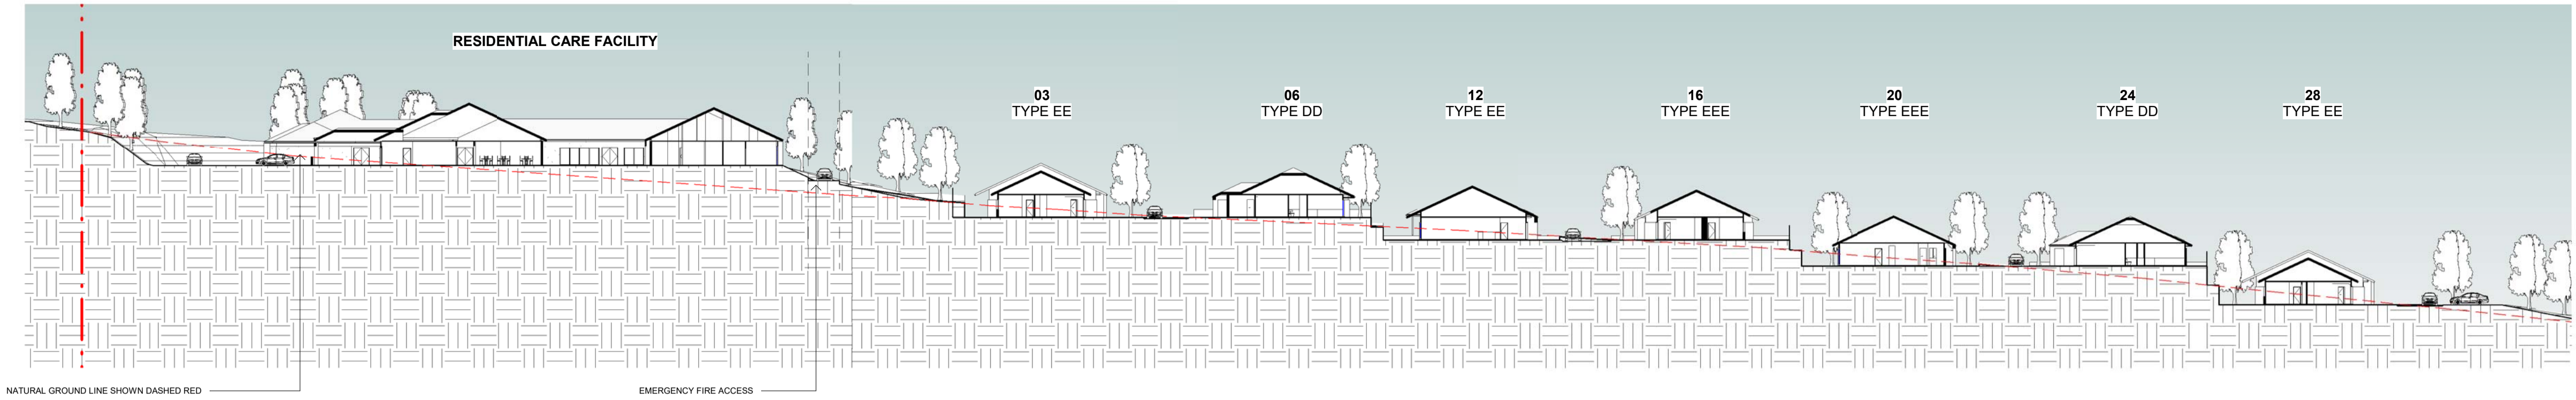 RESIDENTIAL CARE FACILITY
03
TYPE EE
06
TYPE DD
12
TYPE EE
16
TYPE EEE
20
TYPE EEE
24
TYPE DD
28
TYPE EE
NATURAL GROUND LINE SHOWN DASHED RED
EMERGENCY FIRE ACCESS